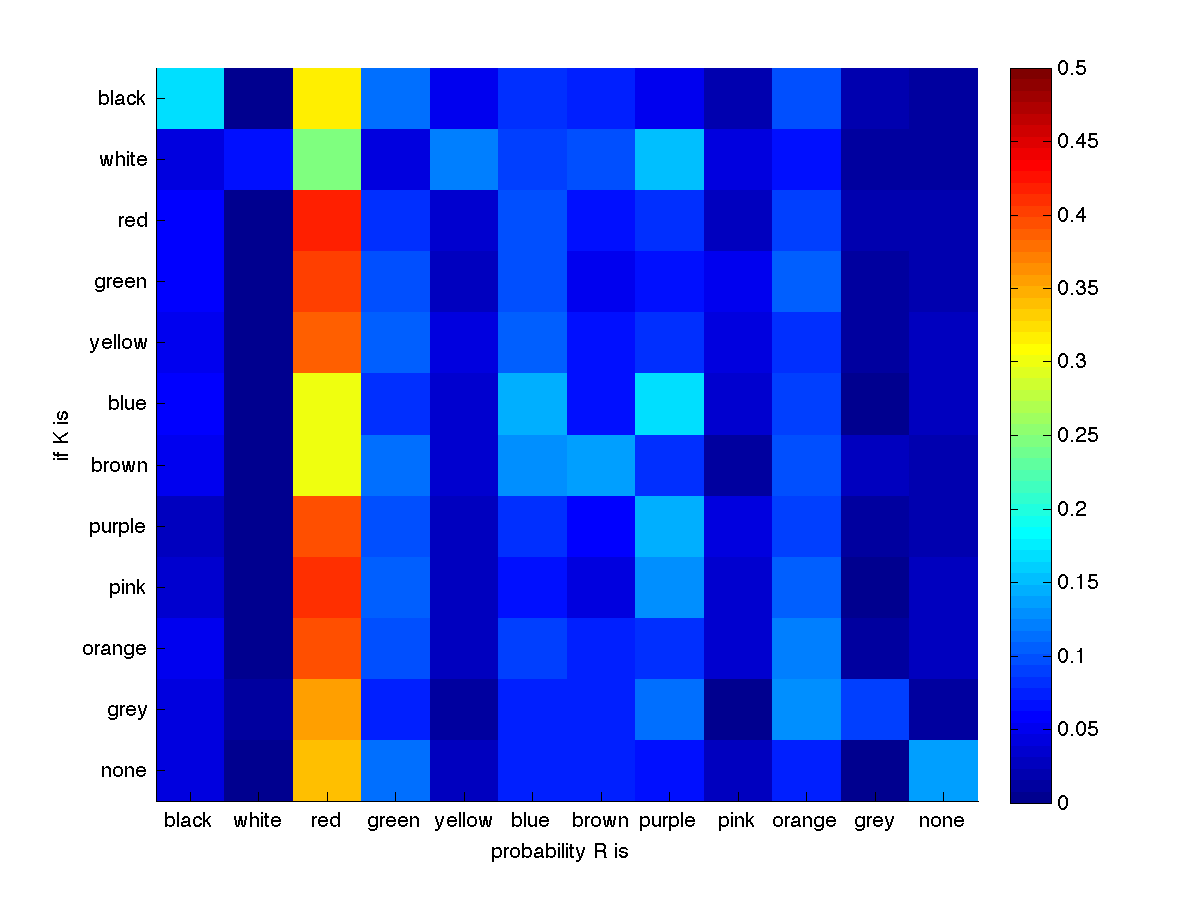 black
white
red
green
yellow
blue
brown
purple
pink
orange
grey
none
if K is
black white red green yellow blue brown purple pink orange grey none
probability R is
0.5
0.45
0.4
0.35
0.3
0.25
0.2
0.15
0.1
0.05
0